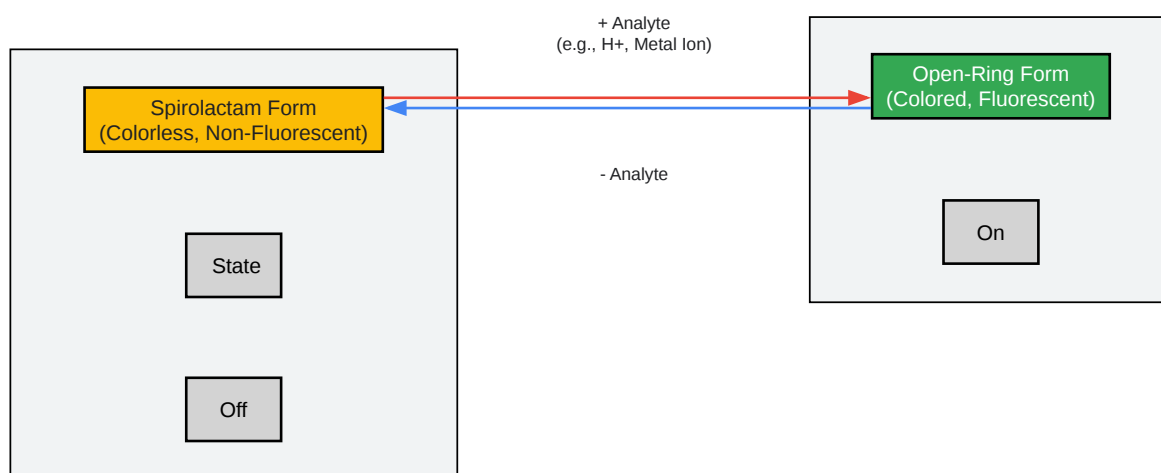 + Analyte
(e.g., H+, Metal Ion)
Spirolactam Form
(Colorless, Non-Fluorescent)
Open-Ring Form
(Colored, Fluorescent)
- Analyte
State
On
Off